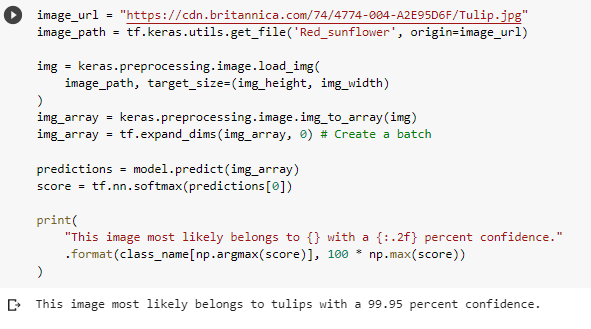 image_url = "https://cdn.britannica.com/74/4774-004-A2E95D6F/Tulip.jpg"
image_path = tf.keras.utils.get_file('Red_sunflower', origin=image_url)
img = keras.preprocessing.image.load_img(
    image_path, target_size=(img_height, img_width)
)
img_array = keras.preprocessing.image.img_to_array(img)
img_array = tf.expand_dims(img_array, 0) # Create a batch
predictions = model.predict(img_array)
score = tf.nn.softmax(predictions[0])
print(
    "This image most likely belongs to {} with a {:.2f} percent confidence."
    .format(class_name[np.argmax(score)], 100 * np.max(score))
)
This image most likely belongs to tulips with a 99.95 percent confidence.